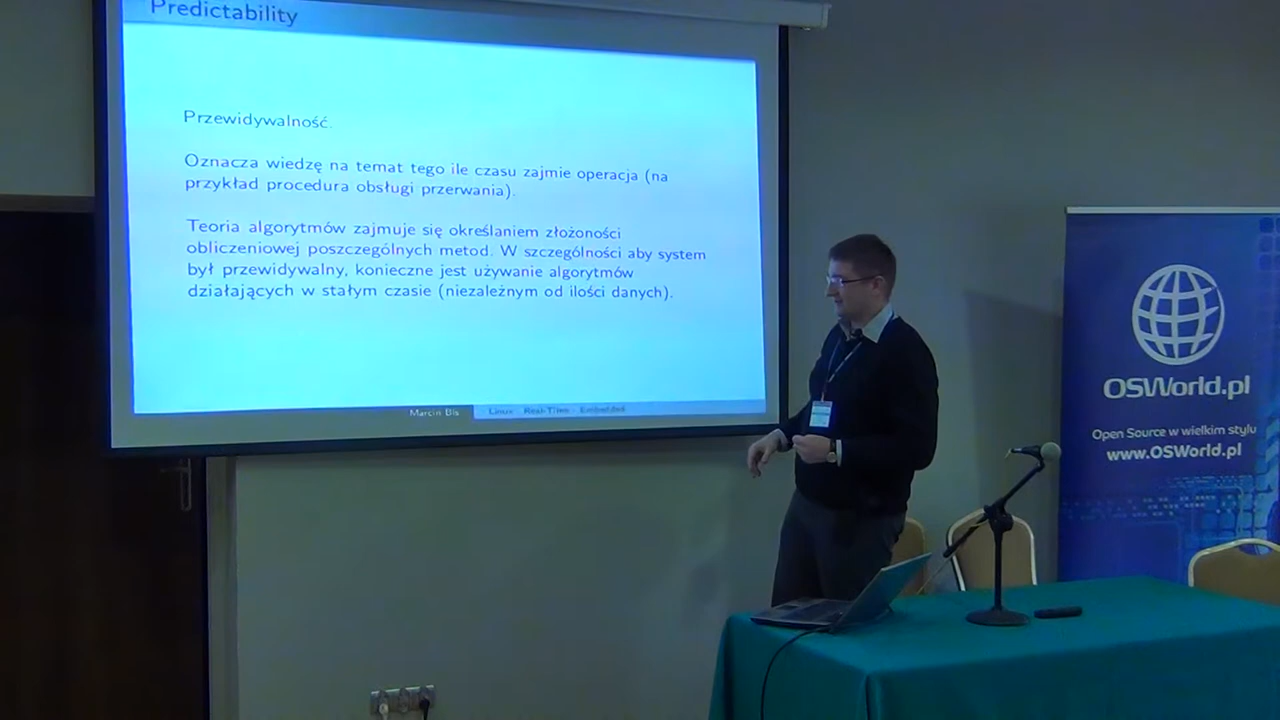 Predictability
Przewidywalność.
Oznacza wiedzę na temat tego ile czasu zajmie operacja (na
przykład procedura obsługi przerwania).
Teoria algorytmów zajmuje się określaniem złożoności
obliczeniowej poszczególnych metod. W szczególności aby system
był przewidywalny, konieczne jest używanie algorytmów
działających w stałym czasie (niezależnym od ilości danych).
Marcin Bis Linux - Real-Time - Embedded
OSWorld.pl
Open Source w wielkim stylu
www.OSWorld.pl